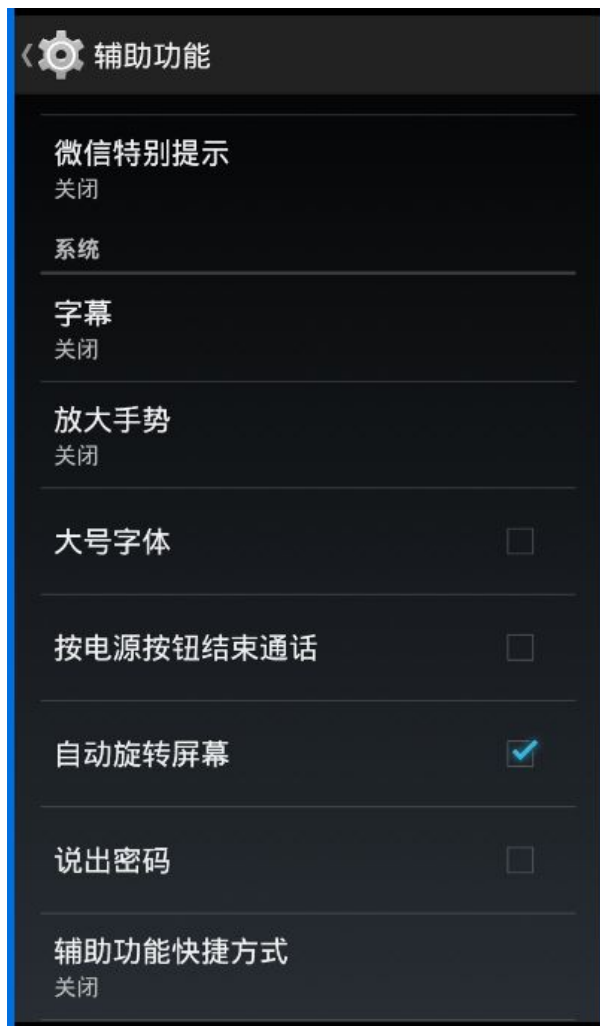 辅助功能
微信特别提示
关闭
系统
字幕
关闭
放大手势
关闭
大号字体
按电源按钮结束通话
自动旋转屏幕
说出密码
辅助功能快捷方式
关闭